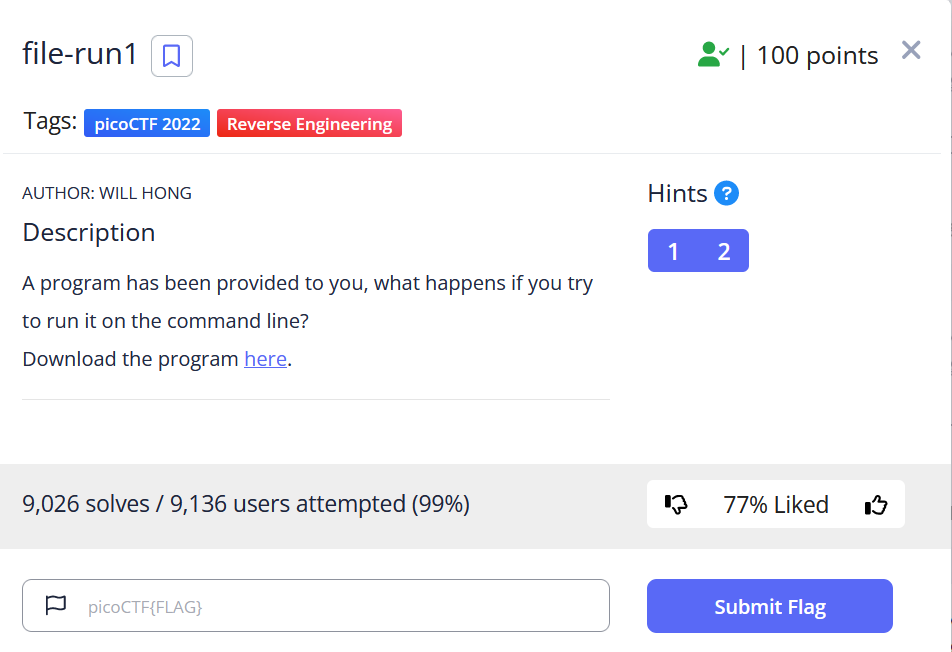 file-run1
| 100 points
Tags: picoCTF 2022 Reverse Engineering
AUTHOR: WILL HONG
Description
A program has been provided to you, what happens if you try
to run it on the command line?
Download the program here.
Hints ?
1 2
9,026 solves / 9,136 users attempted (99%)
77% Liked
picoCTF{FLAG}
Submit Flag